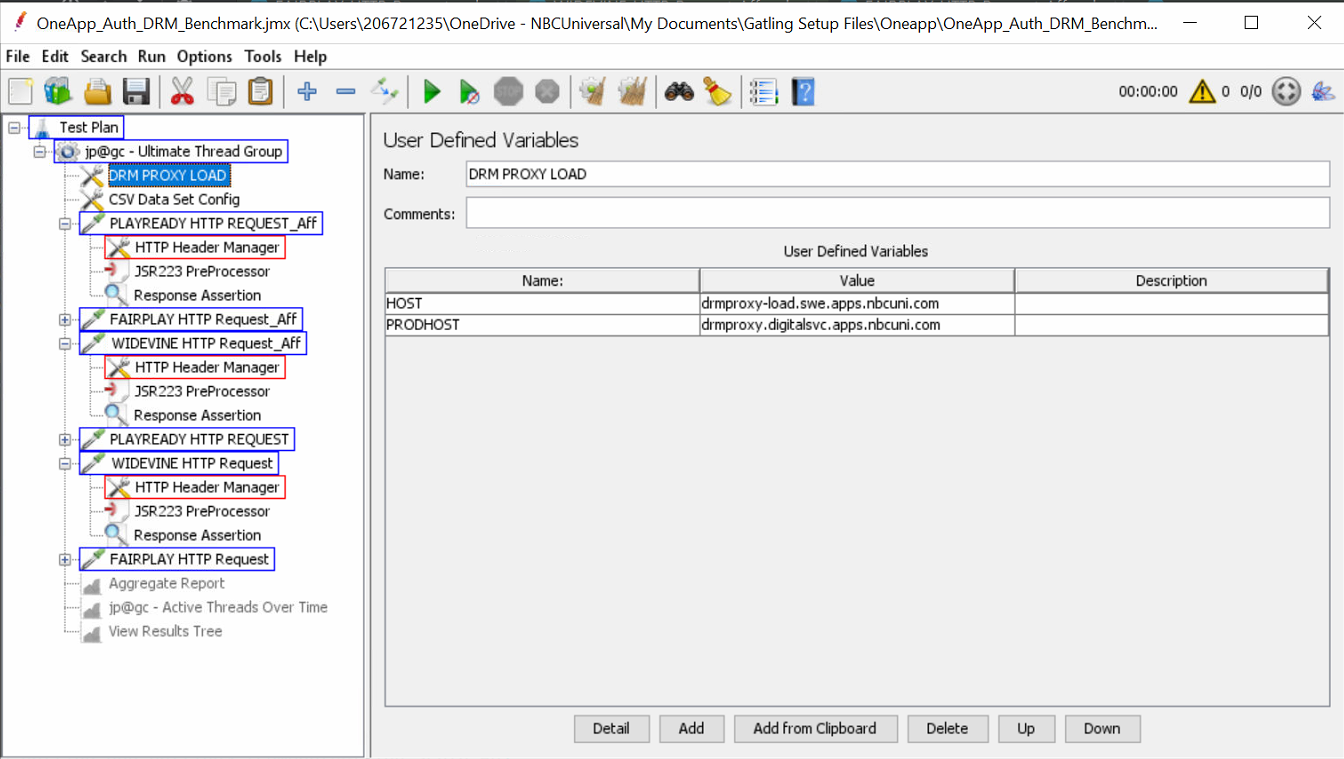 OneApp_Auth_DRM_Benchmark.jmx (C:\Users\206721235\OneDrive - NBCUniversal\My Documents\Gatling Setup Files\Oneapp\OneApp_Auth_DRM_Benchm...
File Edit Search Run Options Tools Help
STOP 00:00:00 0 0/0
Test Plan
jp@gc - Ultimate Thread Group
DRM PROXY LOAD
CSV Data Set Config
PLAYREADY HTTP REQUEST_Aff
HTTP Header Manager
JSR223 PreProcessor
Response Assertion
FAIRPLAY HTTP Request_Aff
WIDEVINE HTTP Request_Aff
HTTP Header Manager
JSR223 PreProcessor
Response Assertion
PLAYREADY HTTP REQUEST
WIDEVINE HTTP Request
HTTP Header Manager
JSR223 PreProcessor
Response Assertion
FAIRPLAY HTTP Request
Aggregate Report
jp@gc - Active Threads Over Time
View Results Tree
User Defined Variables
Name: DRM PROXY LOAD
Comments:
User Defined Variables
Name: Value Description
HOST drmproxy-load.swe.apps.nbcuni.com
PRODHOST drmproxy.digitalsvc.apps.nbcuni.com
Detail Add Add from Clipboard Delete Up Down